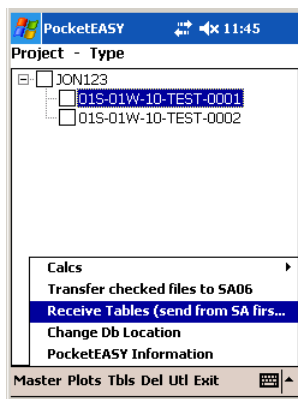 PocketEASY 11:45
Project - Type
JON123
01S-01W-10-TEST-0001
01S-01W-10-TEST-0002
Calcs
Transfer checked files to SA06
Receive Tables (send from SA firs...
Change Db Location
PocketEASY Information
Master Plots Tbls Del Utl Exit